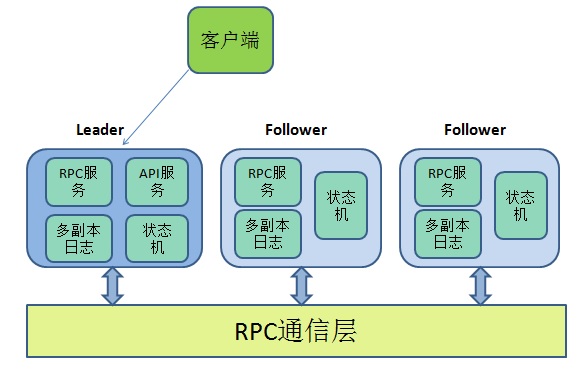 客户端
Leader
Follower
Follower
RPC服
务
API服
务
多副本
日志
状态
机
RPC服
务
状态
机
多副本
日志
RPC服
务
状态
机
多副本
日志
RPC通信层